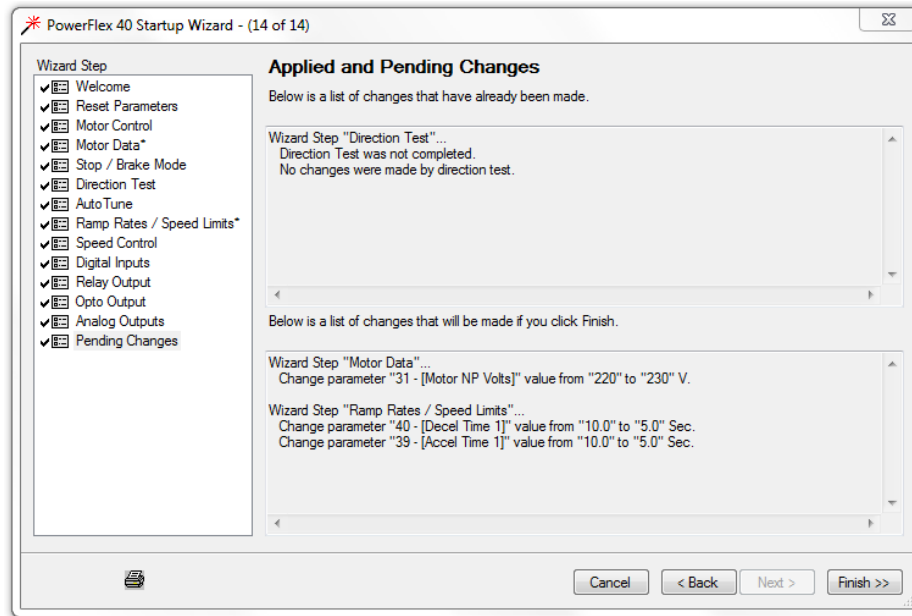 PowerFlex 40 Startup Wizard - (14 of 14)
Wizard Step
Welcome
Reset Parameters
Motor Control
Motor Data*
Stop / Brake Mode
Direction Test
AutoTune
Ramp Rates / Speed Limits*
Speed Control
Digital Inputs
Relay Output
Opto Output
Analog Outputs
Pending Changes
Applied and Pending Changes
Below is a list of changes that have already been made.
Wizard Step "Direction Test"...
Direction Test was not completed.
No changes were made by direction test.
Below is a list of changes that will be made if you click Finish.
Wizard Step "Motor Data"...
Change parameter "31 - [Motor NP Volts]" value from "220" to "230" V.
Wizard Step "Ramp Rates / Speed Limits"...
Change parameter "40 - [Decel Time 1]" value from "10.0" to "5.0" Sec.
Change parameter "39 - [Accel Time 1]" value from "10.0" to "5.0" Sec.
Cancel
< Back
Next >
Finish >>